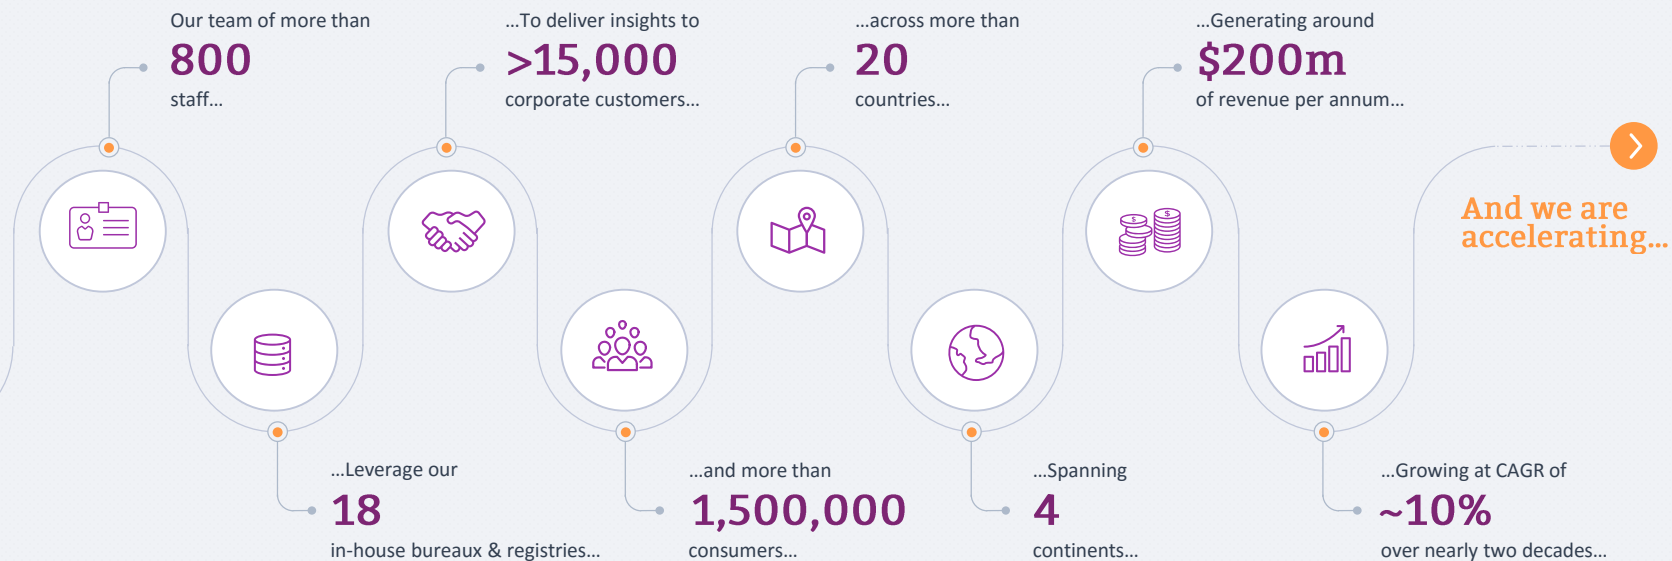 Our team of more than
800
staff...
...Leverage our
18
in-house bureaux & registries...
...To deliver insights to
>15,000
corporate customers...
...and more than
1,500,000
consumers...
...across more than
20
countries...
...Spanning
4
continents...
...Generating around
$200m
of revenue per annum...
...Growing at CAGR of
~10%
over nearly two decades...
And we are
accelerating...